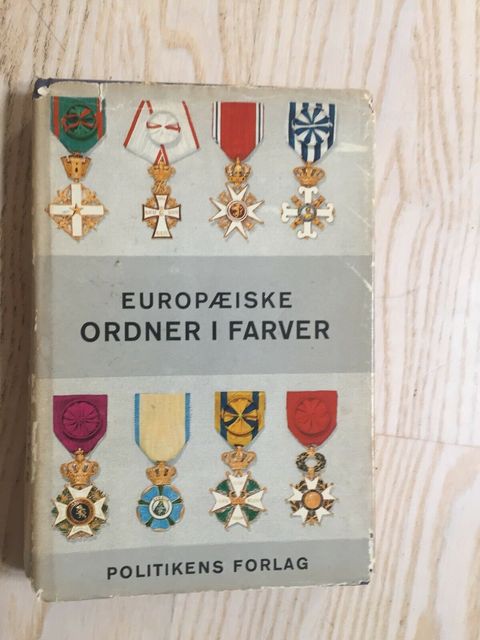 EUROPÆISKE
ORDNER I FARVER
POLITIKENS FORLAG